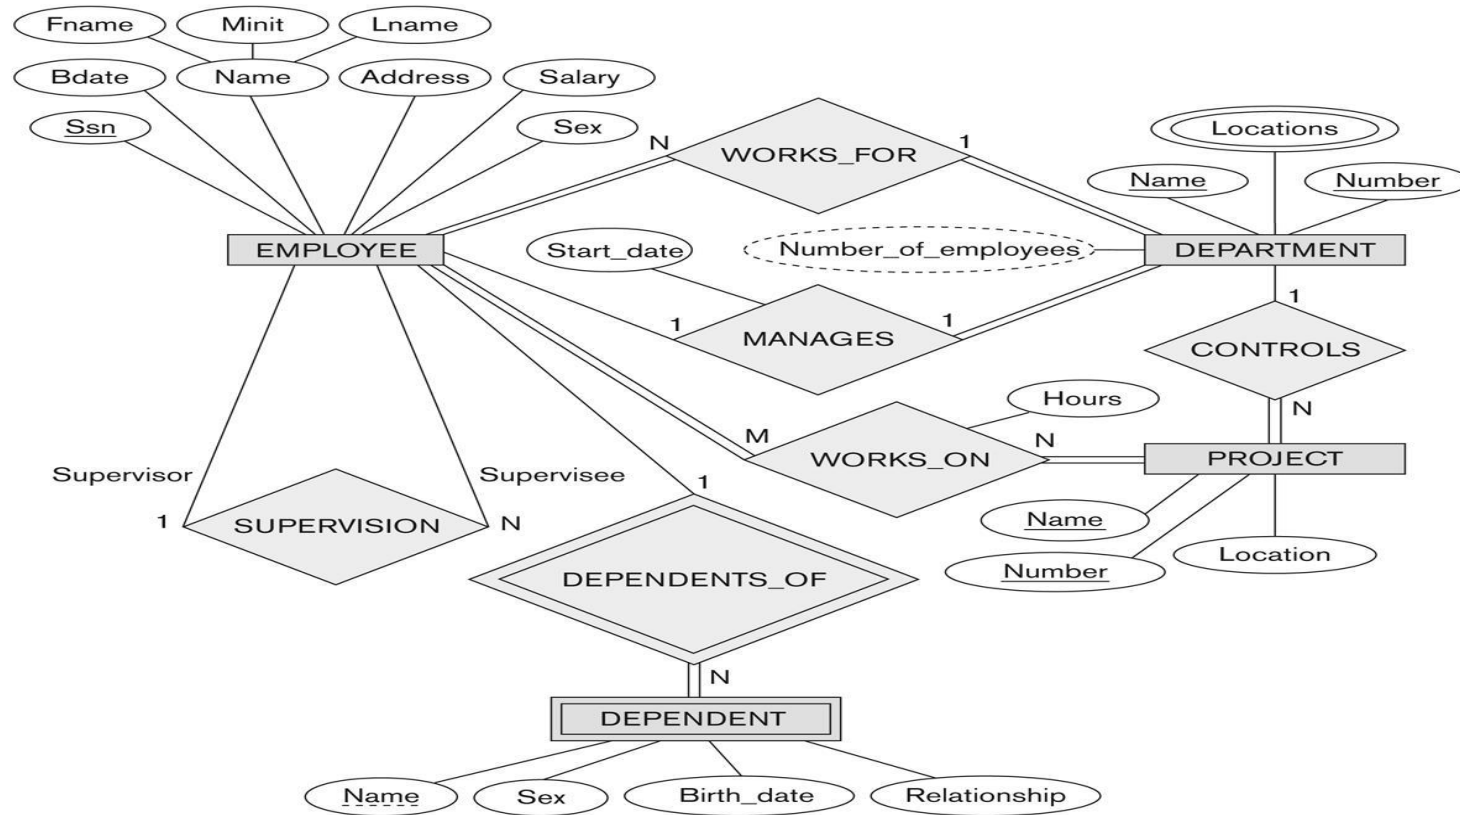 Fname Minit Lname
Bdate Name Address Salary
Ssn Sex
N WORKS_FOR 1
Locations
Name Number
EMPLOYEE
Start_date
Number_of_employees
DEPARTMENT
1 MANAGES 1
1
CONTROLS
N
Hours
M WORKS_ON N
PROJECT
Supervisor Supervisee
1 SUPERVISION N
1
Name
Number
Location
DEPENDENTS_OF
N
DEPENDENT
Name Sex Birth_date Relationship